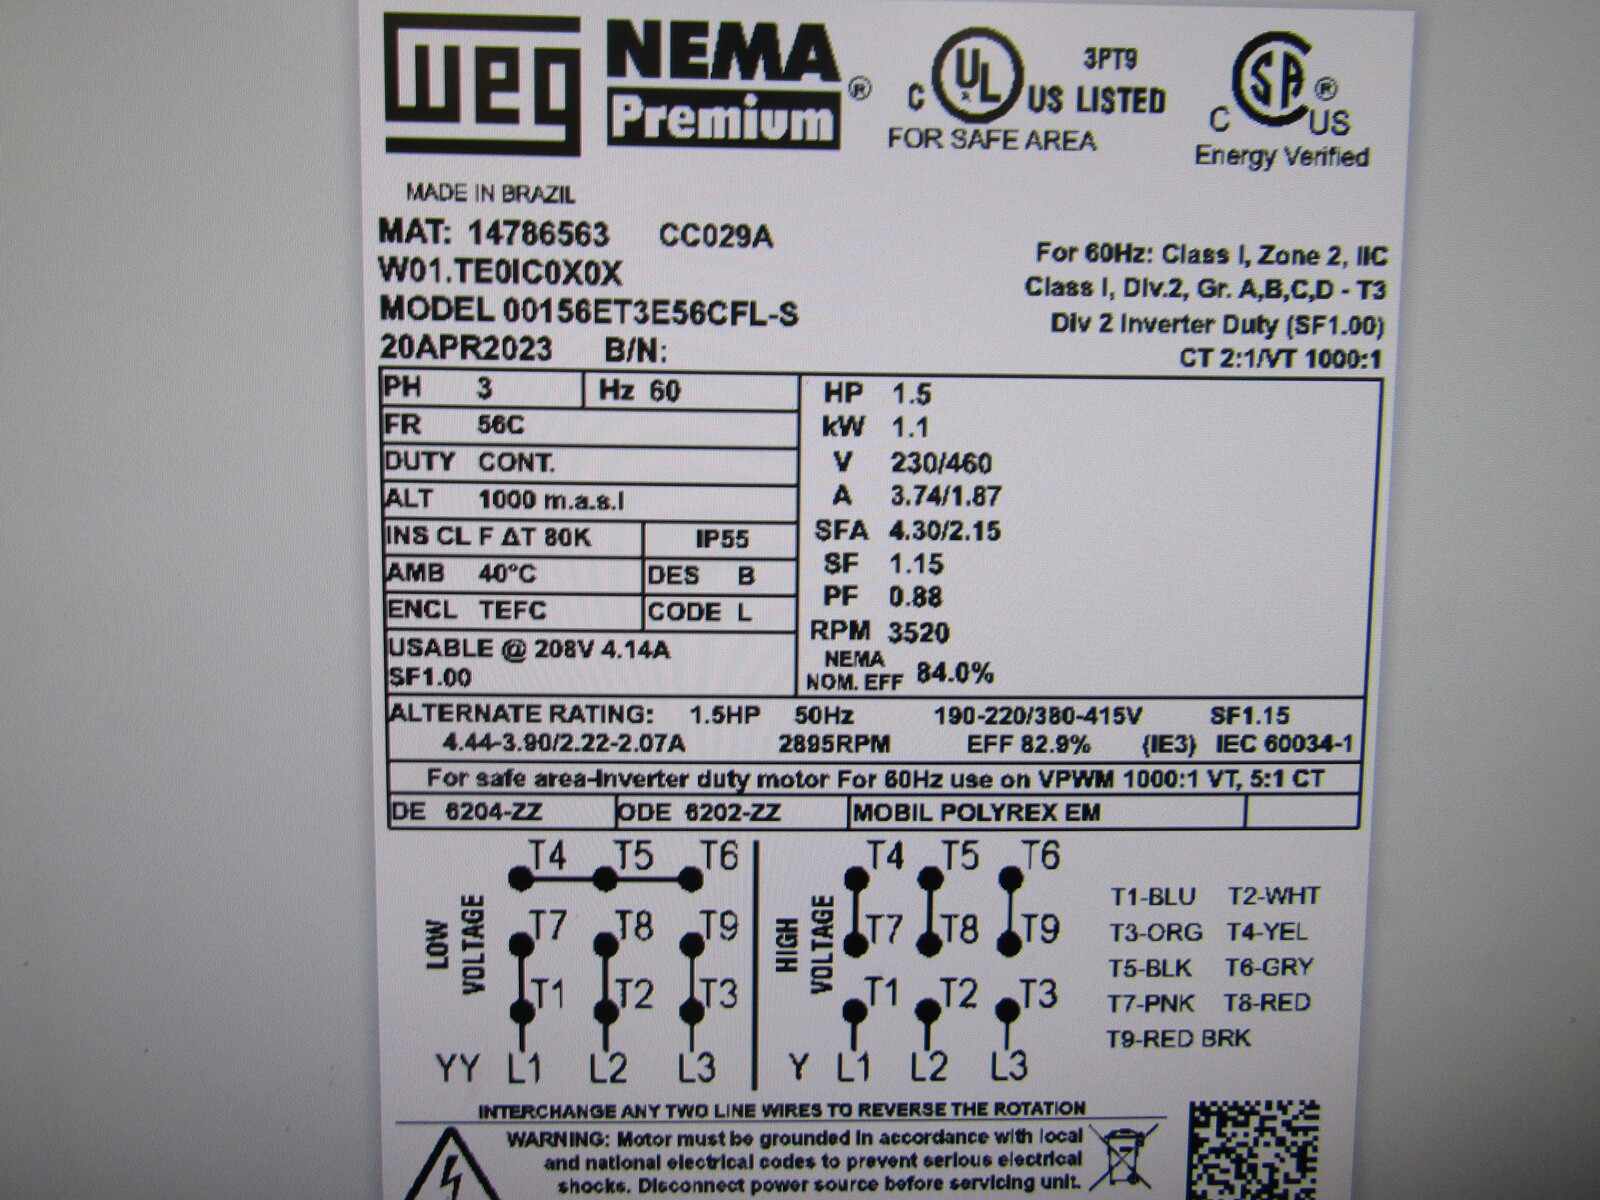 WEG NEMA Premium® C UL® US LISTED 3PT9 FOR SAFE AREA
C SA® US Energy Verified
MADE IN BRAZIL
MAT: 14786563 CC029A
W01.TE0IC0X0X
MODEL 00156ET3E56CFL-S
20APR2023 B/N:
For 60Hz: Class I, Zone 2, IIC
Class I, Div.2, Gr. A,B,C,D - T3
Div 2 Inverter Duty (SF1.00)
CT 2:1/VT 1000:1
PH 3 Hz 60
FR 56C
DUTY CONT.
ALT 1000 m.a.s.l
INS CL F ΔT 80K IP55
AMB 40°C DES B
ENCL TEFC CODE L
USABLE @ 208V 4.14A
SF1.00
HP 1.5
kW 1.1
V 230/460
A 3.74/1.87
SFA 4.30/2.15
SF 1.15
PF 0.88
RPM 3520
NEMA
NOM. EFF 84.0%
ALTERNATE RATING: 1.5HP 50Hz 190-220/380-415V SF1.15
4.44-3.90/2.22-2.07A 2895RPM EFF 82.9% (IE3) IEC 60034-1
For safe area-Inverter duty motor For 60Hz use on VPWM 1000:1 VT, 5:1 CT
DE 6204-ZZ ODE 6202-ZZ MOBIL POLYREX EM
LOW VOLTAGE
T4 T5 T6
T7 T8 T9
T1 T2 T3
YY L1 L2 L3
HIGH VOLTAGE
T4 T5 T6
T7 T8 T9
T1 T2 T3
Y L1 L2 L3
T1-BLU T2-WHT
T3-ORG T4-YEL
T5-BLK T6-GRY
T7-PNK T8-RED
T9-RED BRK
INTERCHANGE ANY TWO LINE WIRES TO REVERSE THE ROTATION
WARNING: Motor must be grounded in accordance with local
and national electrical codes to prevent serious electrical
shocks. Disconnect power source before servicing unit.